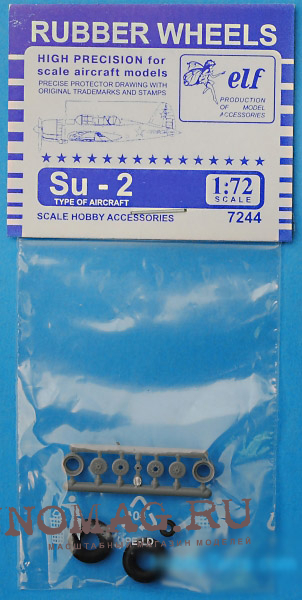 RUBBER WHEELS
HIGH PRECISION for
scale aircraft models
PRECISE PROTECTOR DRAWING WITH
ORIGINAL TRADEMARKS AND STAMPS
elf
PRODUCTION
OF MODEL
ACCESSORIES
Su - 2
TYPE OF AIRCRAFT
1:72
SCALE
SCALE HOBBY ACCESSORIES
7244
NOMAG.RU
МАСШТАБНЫЙ МАГАЗИН МОДЕЛЕЙ
PE-LD